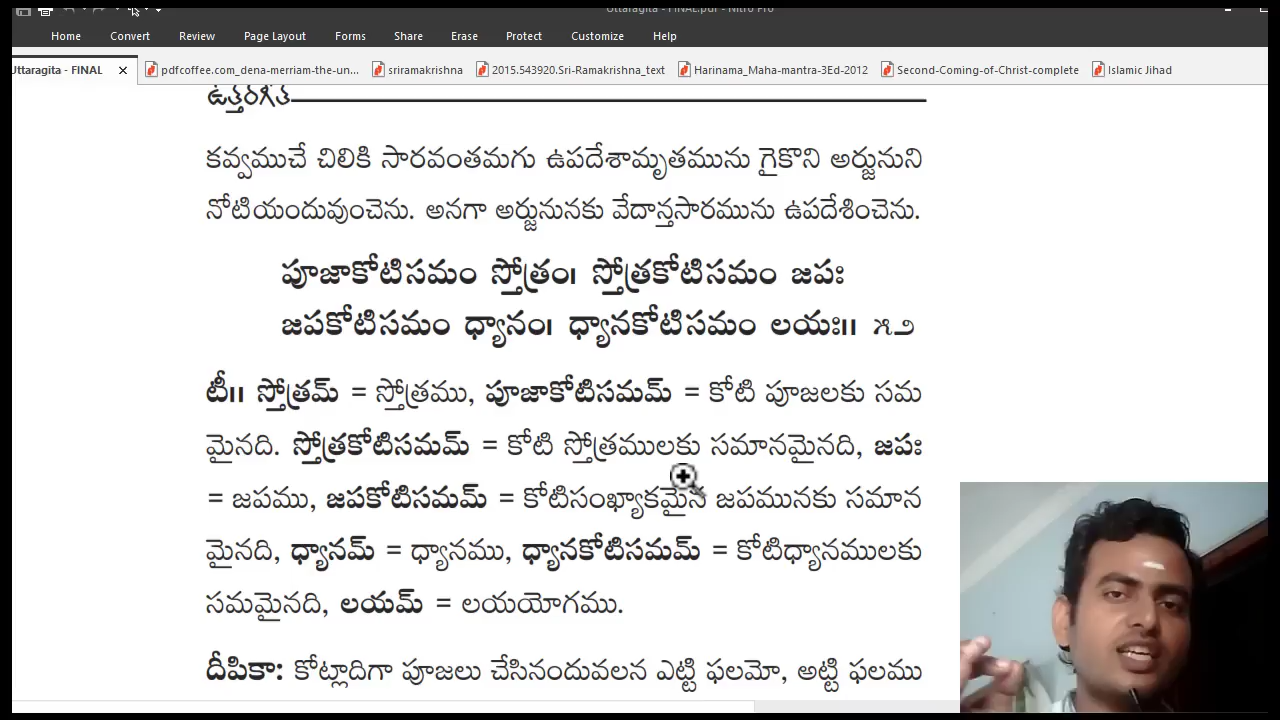 Uttaragita - FINAL.pdf - Nitro Pro
Home Convert Review Page Layout Forms Share Erase Protect Customize Help
Uttaragita - FINAL pdfcoffee.com_dena-merriam-the-un... sriramakrishna 2015.543920.Sri-Ramakrishna_text Harinama_Maha-mantra-3Ed-2012 Second-Coming-of-Christ-complete Islamic Jihad
ఉత్తరగీత
కవ్వముచే చిలికి సారవంతమగు ఉపదేశామృతమును గైకొని అర్జునుని
నోటియందువుంచెను. అనగా అర్జునునకు వేదాన్తసారమును ఉపదేశించెను.
పూజాకోటిసమం స్తోత్రం। స్తోత్రకోటిసమం జపః
జపకోటిసమం ధ్యానం। ధ్యానకోటిసమం లయః॥ ౫౨
టీ॥ స్తోత్రమ్ = స్తోత్రము, పూజాకోటిసమమ్ = కోటి పూజలకు సమ
మైనది. స్తోత్రకోటిసమమ్ = కోటి స్తోత్రములకు సమానమైనది, జపః
= జపము, జపకోటిసమమ్ = కోటిసంఖ్యాకమైన జపమునకు సమాన
మైనది, ధ్యానమ్ = ధ్యానము, ధ్యానకోటిసమమ్ = కోటిధ్యానములకు
సమమైనది, లయమ్ = లయయోగము.
దీపికా: కోట్లాదిగా పూజలు చేసినందువలన ఎట్టి ఫలమో, అట్టి ఫలము